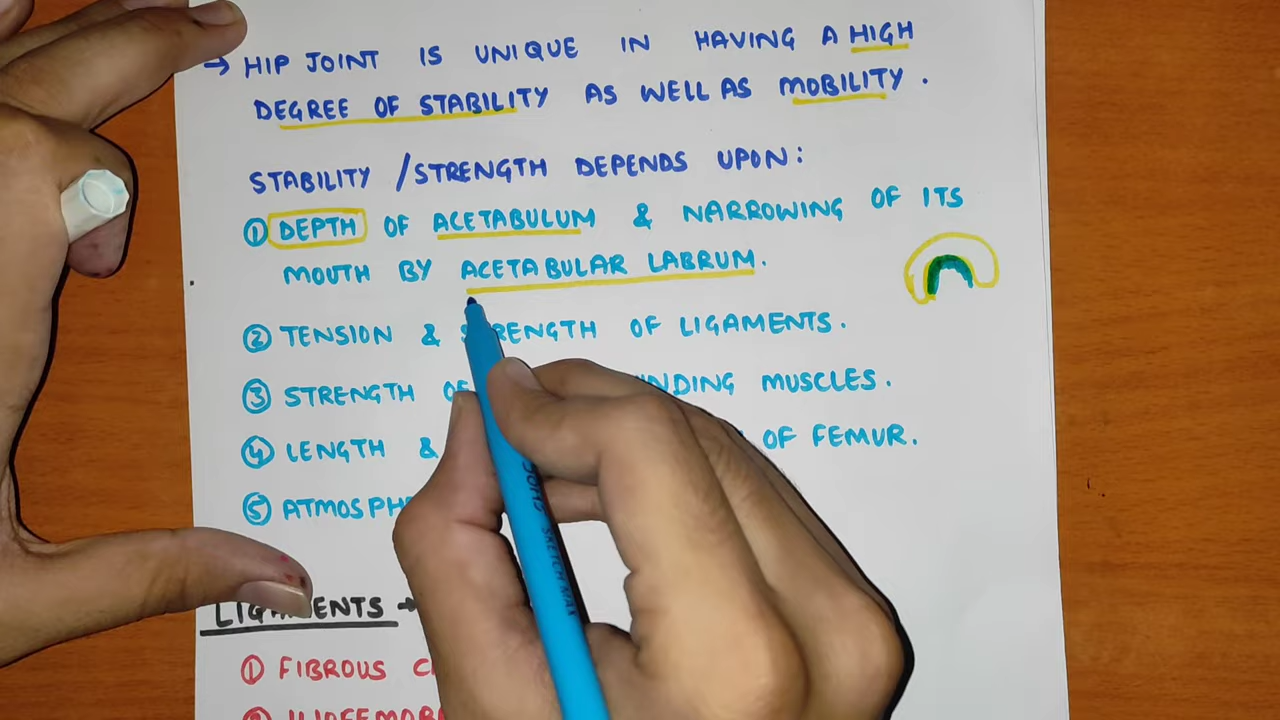 → HIP JOINT IS UNIQUE IN HAVING A HIGH
DEGREE OF STABILITY AS WELL AS MOBILITY.
STABILITY / STRENGTH DEPENDS UPON:
① DEPTH OF ACETABULUM & NARROWING OF ITS
MOUTH BY ACETABULAR LABRUM.
② TENSION & STRENGTH OF LIGAMENTS.
③ STRENGTH OF MUSCLES.
④ LENGTH & OF FEMUR.
⑤
LIGAMENTS →
① FIBROUS